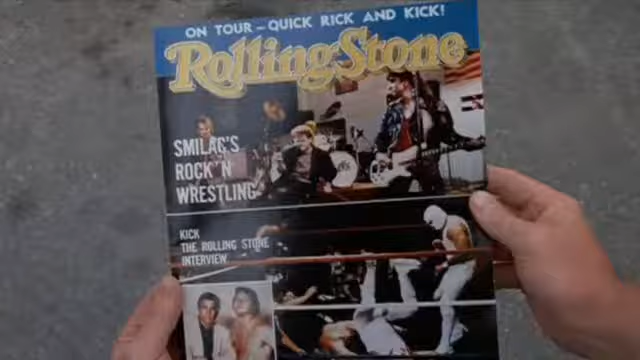 ON TOUR – QUICK RICK AND KICK!
RollingStone
SMILAC'S
ROCK'N
WRESTLING
KICK
THE ROLLING STONE
INTERVIEW